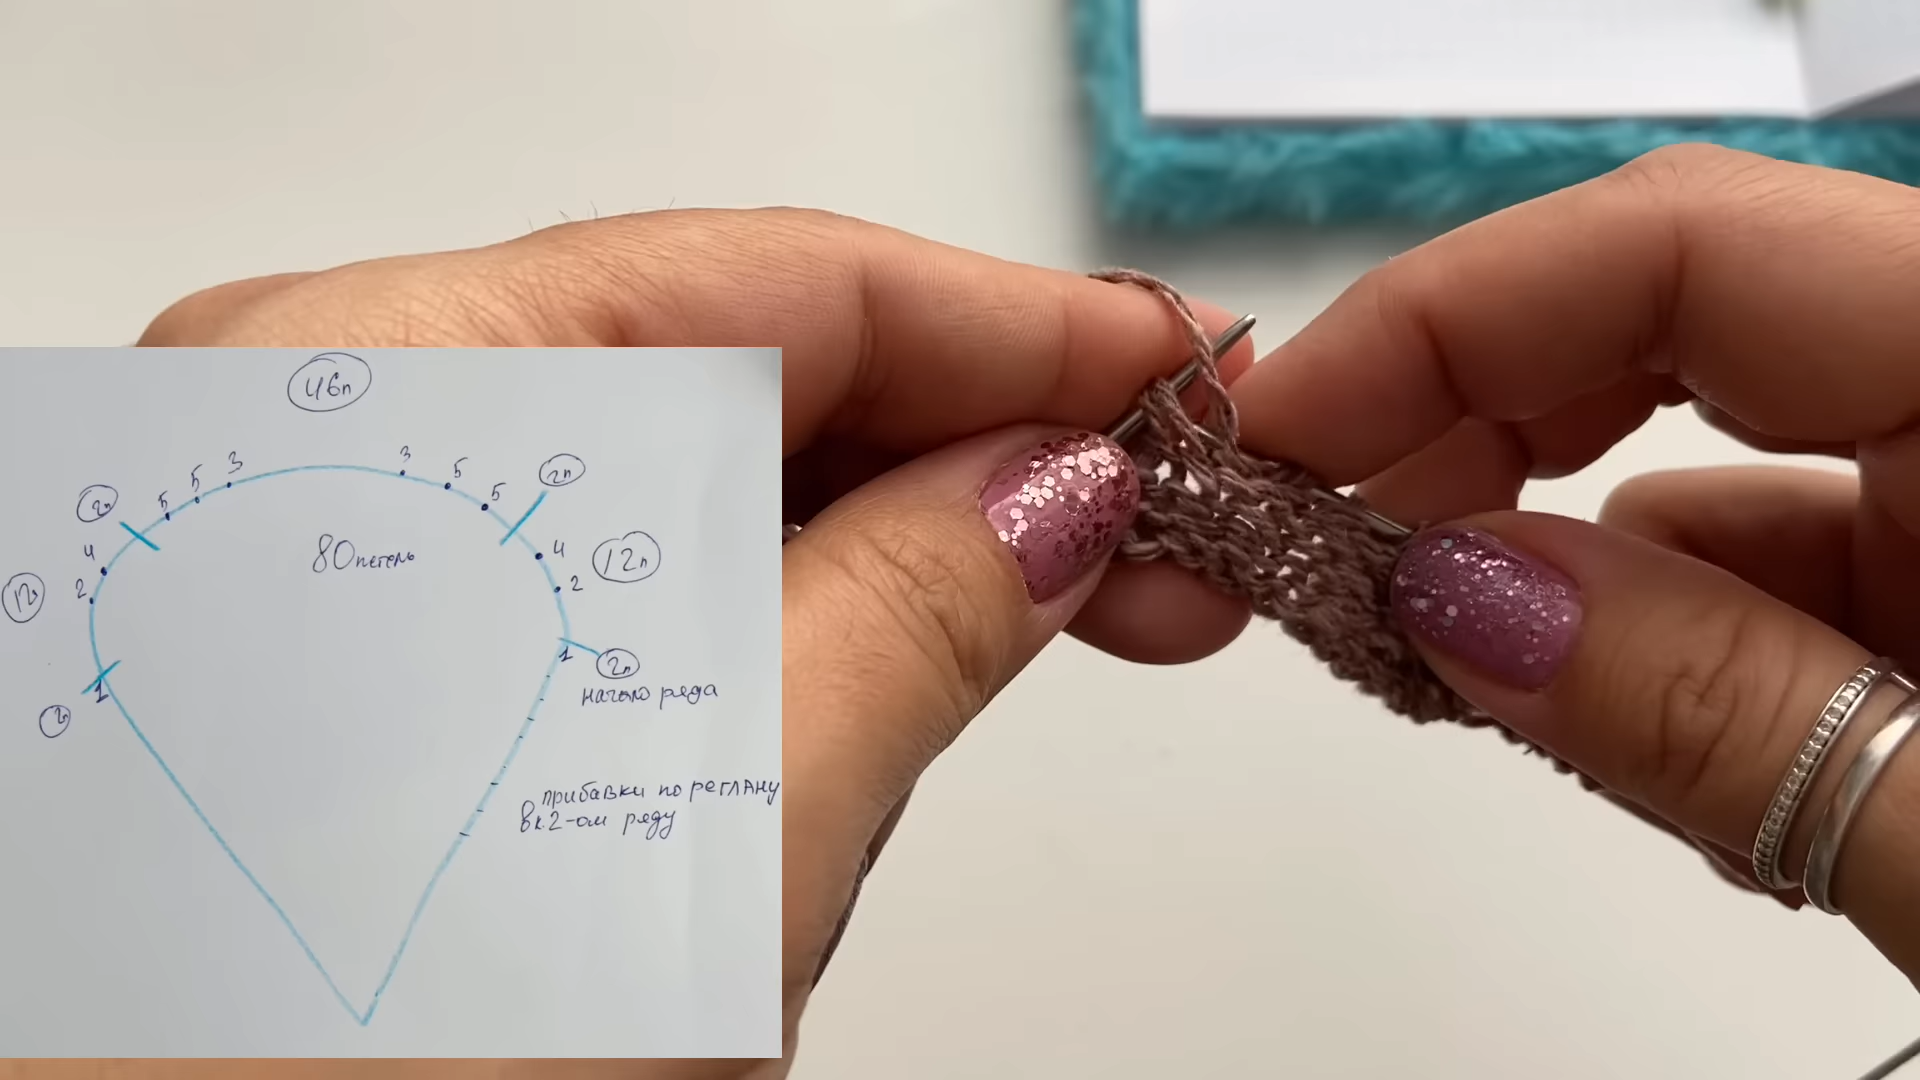 46п
3
3
5
5
5
5
2п
2п
4
80 петель
4
12п
2
2
12
1
2п
1
начало ряда
2п
прибавки по реглану
в к. 2-ом ряду